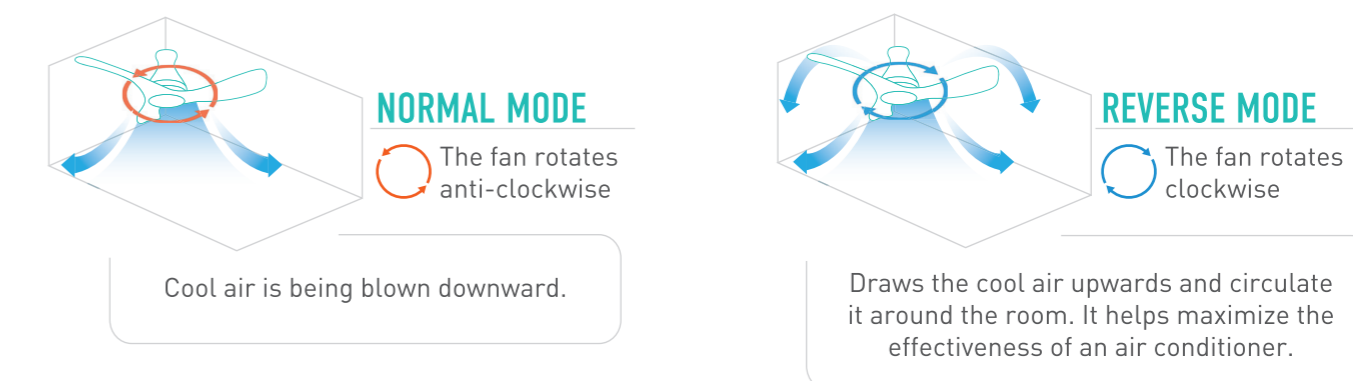 NORMAL MODE
The fan rotates
anti-clockwise
Cool air is being blown downward.
REVERSE MODE
The fan rotates
clockwise
Draws the cool air upwards and circulate
it around the room. It helps maximize the
effectiveness of an air conditioner.